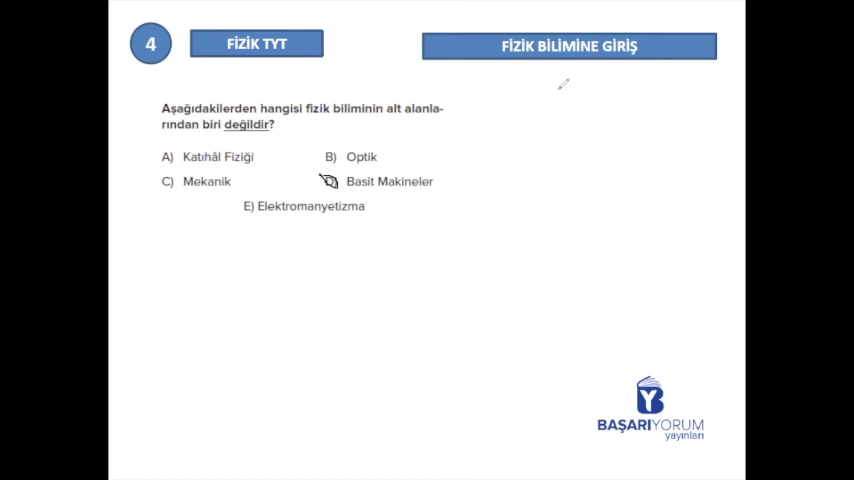 4
FİZİK TYT
FİZİK BİLİMİNE GİRİŞ
Aşağıdakilerden hangisi fizik biliminin alt alanla-
rından biri değildir?
A) Katıhâl Fiziği B) Optik
C) Mekanik D) Basit Makineler
E) Elektromanyetizma
BY
BAŞARIYORUM
yayınları